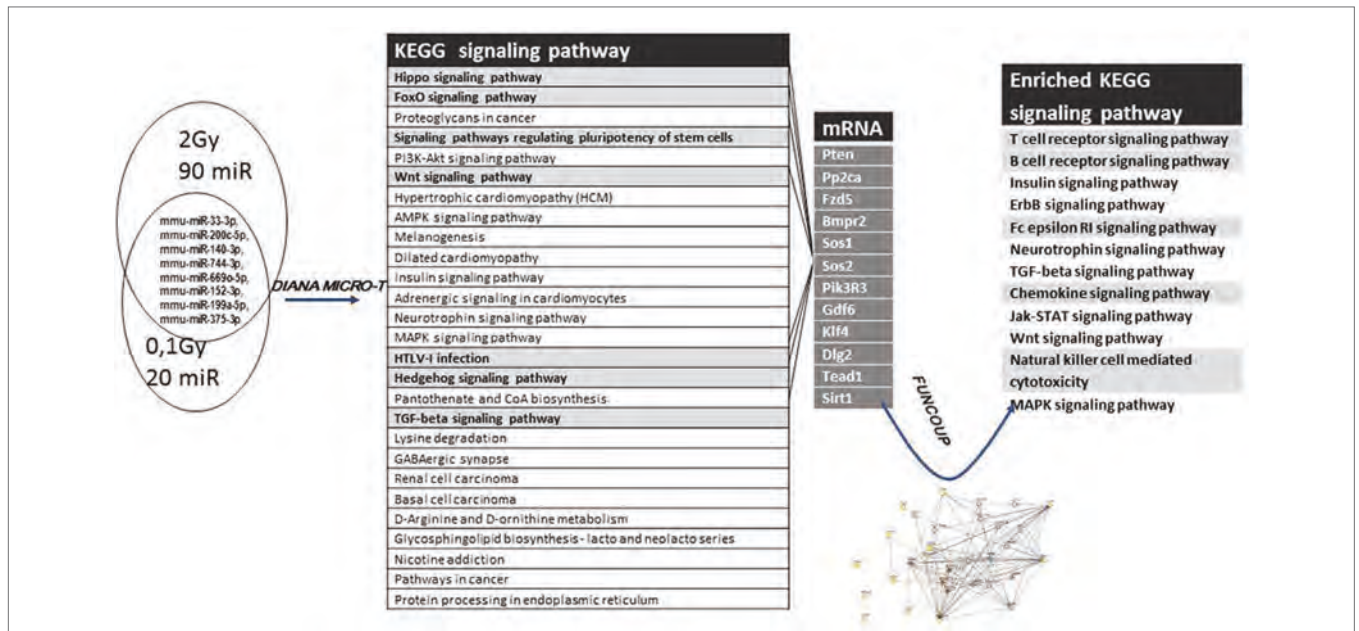 2Gy
90 miR
mmu-miR-33-3p,
mmu-miR-200c-5p,
mmu-miR-140-3p,
mmu-miR-744-3p,
mmu-miR-669o-5p,
mmu-miR-152-3p,
mmu-miR-199a-5p,
mmu-miR-375-3p
0,1Gy
20 miR
DIANA MICRO-T
KEGG signaling pathway
Hippo signaling pathway
FoxO signaling pathway
Proteoglycans in cancer
Signaling pathways regulating pluripotency of stem cells
PI3K-Akt signaling pathway
Wnt signaling pathway
Hypertrophic cardiomyopathy (HCM)
AMPK signaling pathway
Melanogenesis
Dilated cardiomyopathy
Insulin signaling pathway
Adrenergic signaling in cardiomyocytes
Neurotrophin signaling pathway
MAPK signaling pathway
HTLV-I infection
Hedgehog signaling pathway
Pantothenate and CoA biosynthesis
TGF-beta signaling pathway
Lysine degradation
GABAergic synapse
Renal cell carcinoma
Basal cell carcinoma
D-Arginine and D-ornithine metabolism
Glycosphingolipid biosynthesis - lacto and neolacto series
Nicotine addiction
Pathways in cancer
Protein processing in endoplasmic reticulum
mRNA
Pten
Pp2ca
Fzd5
Bmpr2
Sos1
Sos2
Pik3R3
Gdf6
Klf4
Dlg2
Tead1
Sirt1
FUNCOUP
Enriched KEGG
signaling pathway
T cell receptor signaling pathway
B cell receptor signaling pathway
Insulin signaling pathway
ErbB signaling pathway
Fc epsilon RI signaling pathway
Neurotrophin signaling pathway
TGF-beta signaling pathway
Chemokine signaling pathway
Jak-STAT signaling pathway
Wnt signaling pathway
Natural killer cell mediated
cytotoxicity
MAPK signaling pathway